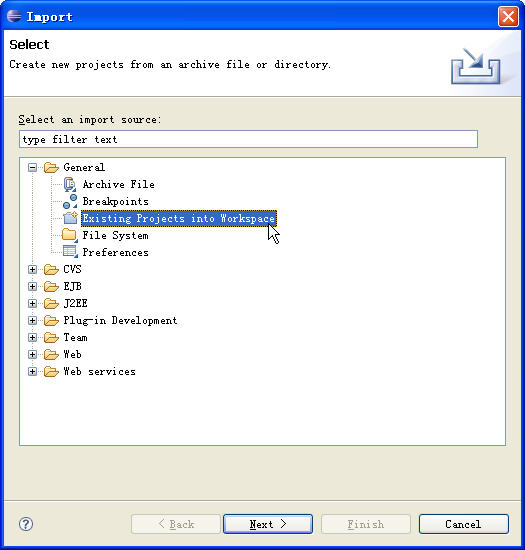 Import
Select
Create new projects from an archive file or directory.
Select an import source:
type filter text
General
Archive File
Breakpoints
Existing Projects into Workspace
File System
Preferences
CVS
EJB
J2EE
Plug-in Development
Team
Web
Web services
? < Back Next > Finish Cancel